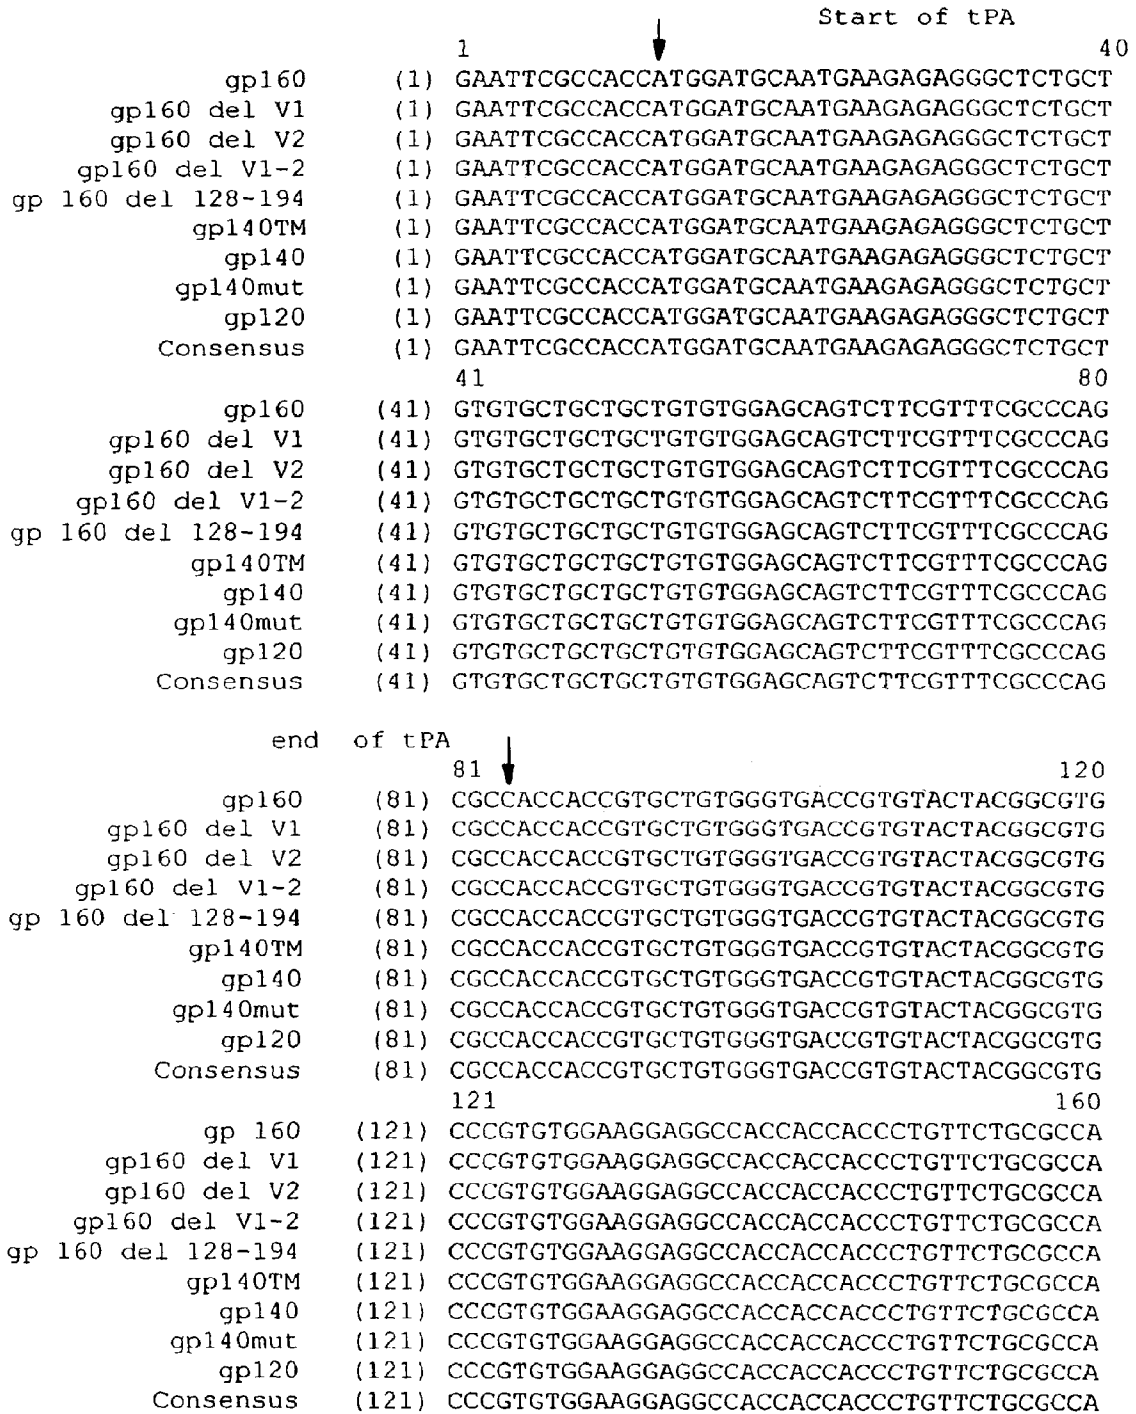 Start of tPA
1 40
gp160 (1) GAATTCGCCACCATGGATGCAATGAAGAGAGGGCTCTGCT
gp160 del V1 (1) GAATTCGCCACCATGGATGCAATGAAGAGAGGGCTCTGCT
gp160 del V2 (1) GAATTCGCCACCATGGATGCAATGAAGAGAGGGCTCTGCT
gp160 del V1-2 (1) GAATTCGCCACCATGGATGCAATGAAGAGAGGGCTCTGCT
gp 160 del 128-194 (1) GAATTCGCCACCATGGATGCAATGAAGAGAGGGCTCTGCT
gp140TM (1) GAATTCGCCACCATGGATGCAATGAAGAGAGGGCTCTGCT
gp140 (1) GAATTCGCCACCATGGATGCAATGAAGAGAGGGCTCTGCT
gp140mut (1) GAATTCGCCACCATGGATGCAATGAAGAGAGGGCTCTGCT
gp120 (1) GAATTCGCCACCATGGATGCAATGAAGAGAGGGCTCTGCT
Consensus (1) GAATTCGCCACCATGGATGCAATGAAGAGAGGGCTCTGCT
41 80
gp160 (41) GTGTGCTGCTGCTGTGTGGAGCAGTCTTCGTTTCGCCCAG
gp160 del V1 (41) GTGTGCTGCTGCTGTGTGGAGCAGTCTTCGTTTCGCCCAG
gp160 del V2 (41) GTGTGCTGCTGCTGTGTGGAGCAGTCTTCGTTTCGCCCAG
gp160 del V1-2 (41) GTGTGCTGCTGCTGTGTGGAGCAGTCTTCGTTTCGCCCAG
gp 160 del 128-194 (41) GTGTGCTGCTGCTGTGTGGAGCAGTCTTCGTTTCGCCCAG
gp140TM (41) GTGTGCTGCTGCTGTGTGGAGCAGTCTTCGTTTCGCCCAG
gp140 (41) GTGTGCTGCTGCTGTGTGGAGCAGTCTTCGTTTCGCCCAG
gp140mut (41) GTGTGCTGCTGCTGTGTGGAGCAGTCTTCGTTTCGCCCAG
gp120 (41) GTGTGCTGCTGCTGTGTGGAGCAGTCTTCGTTTCGCCCAG
Consensus (41) GTGTGCTGCTGCTGTGTGGAGCAGTCTTCGTTTCGCCCAG
end of tPA
81 120
gp160 (81) CGCCACCACCGTGCTGTGGGTGACCGTGTACTACGGCGTG
gp160 del V1 (81) CGCCACCACCGTGCTGTGGGTGACCGTGTACTACGGCGTG
gp160 del V2 (81) CGCCACCACCGTGCTGTGGGTGACCGTGTACTACGGCGTG
gp160 del V1-2 (81) CGCCACCACCGTGCTGTGGGTGACCGTGTACTACGGCGTG
gp 160 del 128-194 (81) CGCCACCACCGTGCTGTGGGTGACCGTGTACTACGGCGTG
gp140TM (81) CGCCACCACCGTGCTGTGGGTGACCGTGTACTACGGCGTG
gp140 (81) CGCCACCACCGTGCTGTGGGTGACCGTGTACTACGGCGTG
gp140mut (81) CGCCACCACCGTGCTGTGGGTGACCGTGTACTACGGCGTG
gp120 (81) CGCCACCACCGTGCTGTGGGTGACCGTGTACTACGGCGTG
Consensus (81) CGCCACCACCGTGCTGTGGGTGACCGTGTACTACGGCGTG
121 160
gp 160 (121) CCCGTGTGGAAGGAGGCCACCACCACCCTGTTCTGCGCCA
gp160 del V1 (121) CCCGTGTGGAAGGAGGCCACCACCACCCTGTTCTGCGCCA
gp160 del V2 (121) CCCGTGTGGAAGGAGGCCACCACCACCCTGTTCTGCGCCA
gp160 del V1-2 (121) CCCGTGTGGAAGGAGGCCACCACCACCCTGTTCTGCGCCA
gp 160 del 128-194 (121) CCCGTGTGGAAGGAGGCCACCACCACCCTGTTCTGCGCCA
gp140TM (121) CCCGTGTGGAAGGAGGCCACCACCACCCTGTTCTGCGCCA
gp140 (121) CCCGTGTGGAAGGAGGCCACCACCACCCTGTTCTGCGCCA
gp140mut (121) CCCGTGTGGAAGGAGGCCACCACCACCCTGTTCTGCGCCA
gp120 (121) CCCGTGTGGAAGGAGGCCACCACCACCCTGTTCTGCGCCA
Consensus (121) CCCGTGTGGAAGGAGGCCACCACCACCCTGTTCTGCGCCA